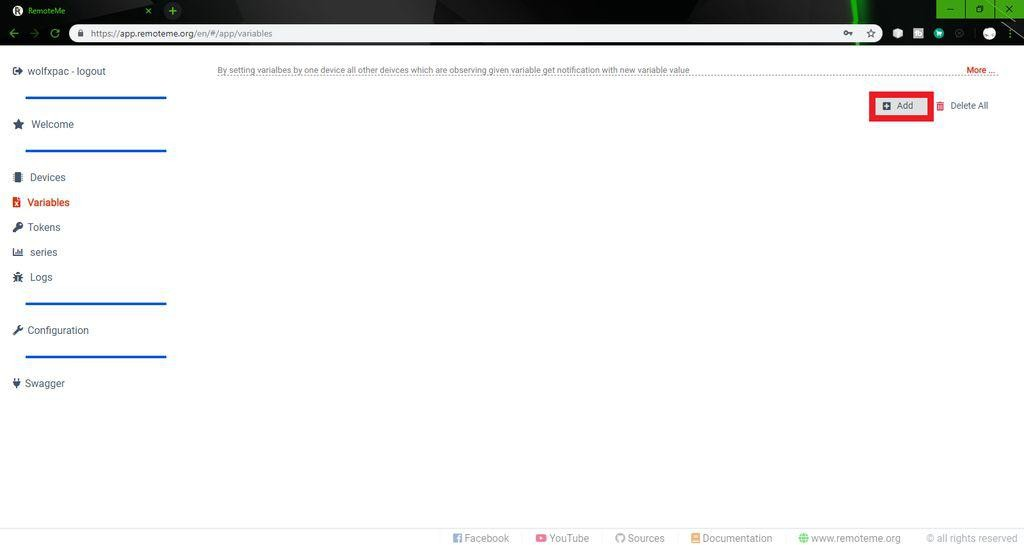 RemoteMe
https://app.remoteme.org/en/#/app/variables
wolfxpac - logout
By setting varialbes by one device all other deivces which are observing given variable get notification with new variable value
More ...
Add
Delete All
Welcome
Devices
Variables
Tokens
series
Logs
Configuration
Swagger
Facebook
YouTube
Sources
Documentation
www.remoteme.org
© all rights reserved